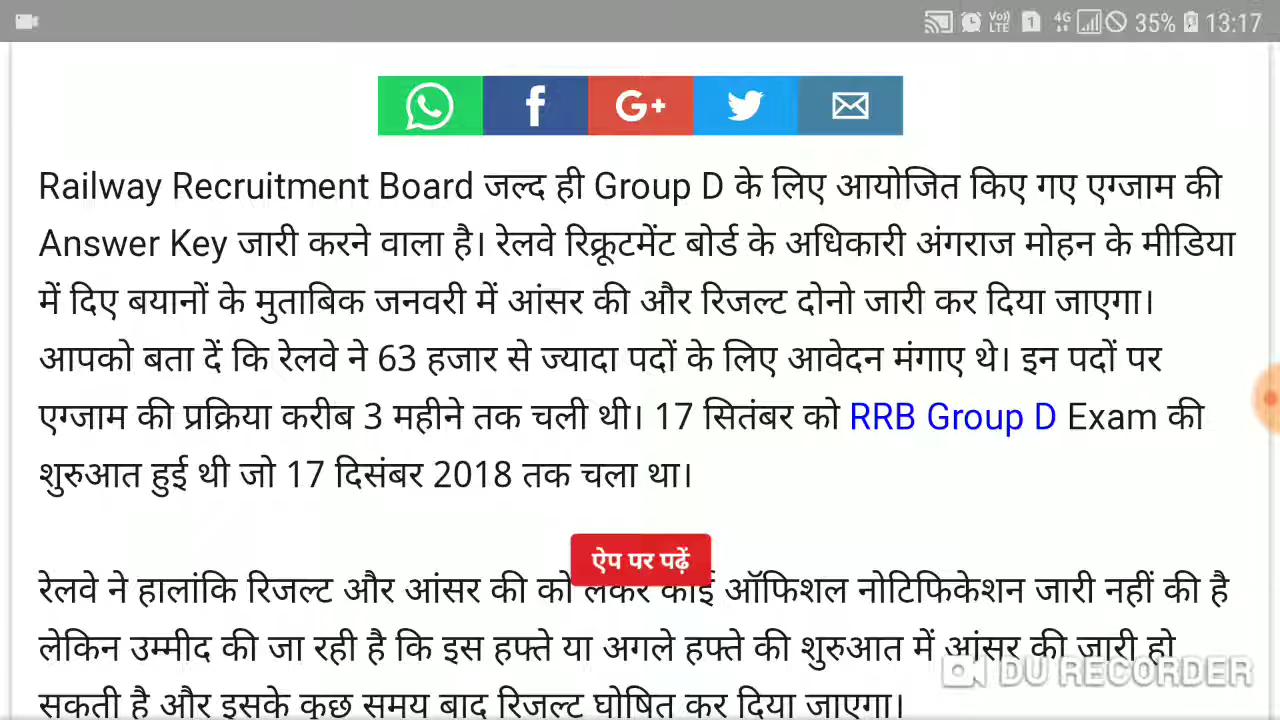 Vo)) LTE 1 4G 35% 13:17
f G+
Railway Recruitment Board जल्द ही Group D के लिए आयोजित किए गए एग्जाम की
Answer Key जारी करने वाला है। रेलवे रिक्रूटमेंट बोर्ड के अधिकारी अंगराज मोहन के मीडिया
में दिए बयानों के मुताबिक जनवरी में आंसर की और रिजल्ट दोनो जारी कर दिया जाएगा।
आपको बता दें कि रेलवे ने 63 हजार से ज्यादा पदों के लिए आवेदन मंगाए थे। इन पदों पर
एग्जाम की प्रक्रिया करीब 3 महीने तक चली थी। 17 सितंबर को RRB Group D Exam की
शुरुआत हुई थी जो 17 दिसंबर 2018 तक चला था।
ऐप पर पढ़ें
रेलवे ने हालांकि रिजल्ट और आंसर की को लेकर कोई ऑफिशल नोटिफिकेशन जारी नहीं की है
लेकिन उम्मीद की जा रही है कि इस हफ्ते या अगले हफ्ते की शुरुआत में आंसर की जारी हो
सकती है और इसके कुछ समय बाद रिजल्ट घोषित कर दिया जाएगा।
DU RECORDER